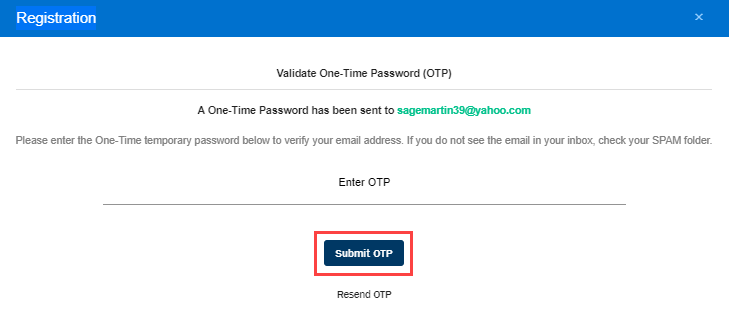 Registration
×
Validate One-Time Password (OTP)
A One-Time Password has been sent to sagemartin39@yahoo.com
Please enter the One-Time temporary password below to verify your email address. If you do not see the email in your inbox, check your SPAM folder.
Enter OTP
Submit OTP
Resend OTP